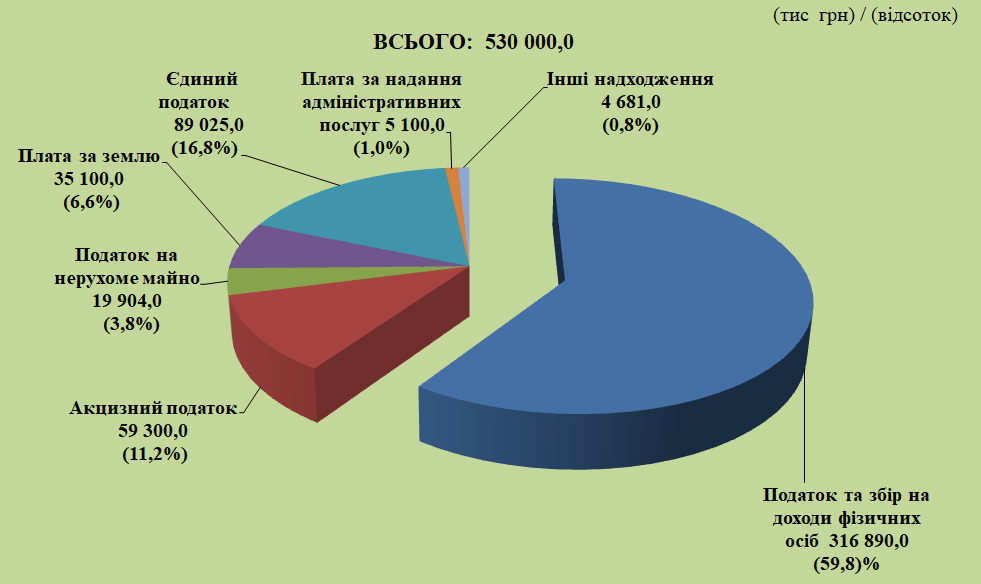 (тис грн) / (відсоток)
ВСЬОГО: 530 000,0
Єдиний
податок
89 025,0
(16,8%)
Плата за надання
адміністративних
послуг 5 100,0
(1,0%)
Інші надходження
4 681,0
(0,8%)
Плата за землю
35 100,0
(6,6%)
Податок на
нерухоме майно
19 904,0
(3,8%)
Акцизний податок
59 300,0
(11,2%)
Податок та збір на
доходи фізичних
осіб 316 890,0
(59,8)%